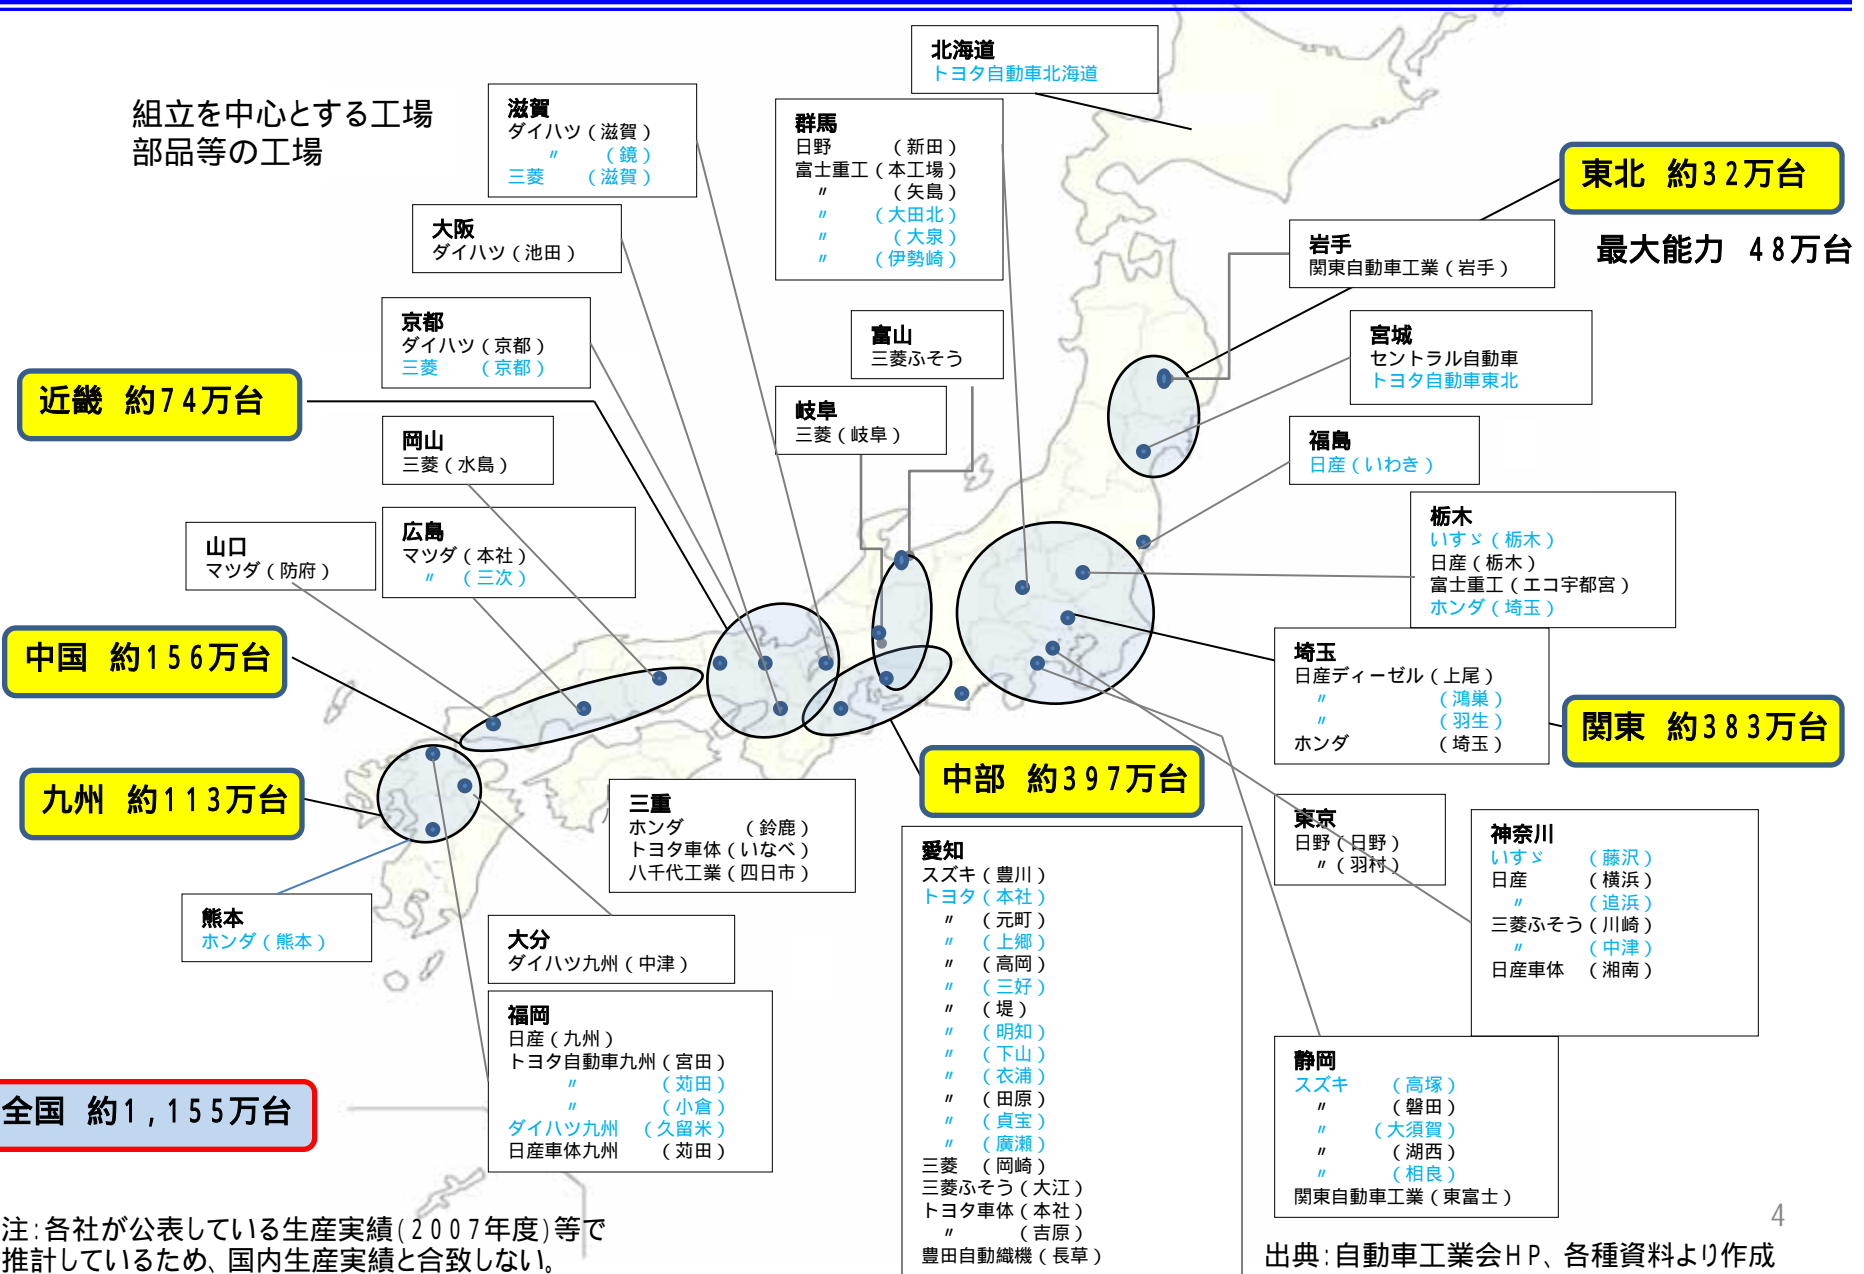 組立を中心とする工場
部品等の工場
北海道
トヨタ自動車北海道
滋賀
ダイハツ(滋賀)
〃 (鏡)
三菱 (滋賀)
群馬
日野 (新田)
富士重工(本工場)
〃 (矢島)
〃 (大田北)
〃 (大泉)
〃 (伊勢崎)
東北 約32万台
最大能力 48万台
大阪
ダイハツ(池田)
岩手
関東自動車工業(岩手)
京都
ダイハツ(京都)
三菱 (京都)
富山
三菱ふそう
宮城
セントラル自動車
トヨタ自動車東北
近畿 約74万台
岐阜
三菱(岐阜)
岡山
三菱(水島)
福島
日産(いわき)
広島
マツダ(本社)
〃 (三次)
山口
マツダ(防府)
栃木
いすゞ(栃木)
日産(栃木)
富士重工(エコ宇都宮)
ホンダ(埼玉)
中国 約156万台
埼玉
日産ディーゼル(上尾)
〃 (鴻巣)
〃 (羽生)
ホンダ (埼玉)
関東 約383万台
九州 約113万台
中部 約397万台
三重
ホンダ (鈴鹿)
トヨタ車体(いなべ)
八千代工業(四日市)
東京
日野(日野)
〃(羽村)
神奈川
いすゞ (藤沢)
日産 (横浜)
〃 (追浜)
三菱ふそう(川崎)
〃 (中津)
日産車体 (湘南)
愛知
スズキ(豊川)
トヨタ(本社)
〃 (元町)
〃 (上郷)
〃 (高岡)
〃 (三好)
〃 (堤)
〃 (明知)
〃 (下山)
〃 (衣浦)
〃 (田原)
〃 (貞宝)
〃 (廣瀬)
三菱 (岡崎)
三菱ふそう(大江)
トヨタ車体(本社)
〃 (吉原)
豊田自動織機(長草)
熊本
ホンダ(熊本)
大分
ダイハツ九州(中津)
福岡
日産(九州)
トヨタ自動車九州(宮田)
〃 (苅田)
〃 (小倉)
ダイハツ九州 (久留米)
日産車体九州 (苅田)
静岡
スズキ (高塚)
〃 (磐田)
〃 (大須賀)
〃 (湖西)
〃 (相良)
関東自動車工業(東富士)
全国 約1,155万台
注:各社が公表している生産実績(2007年度)等で
推計しているため、国内生産実績と合致しない。
4
出典:自動車工業会HP、各種資料より作成